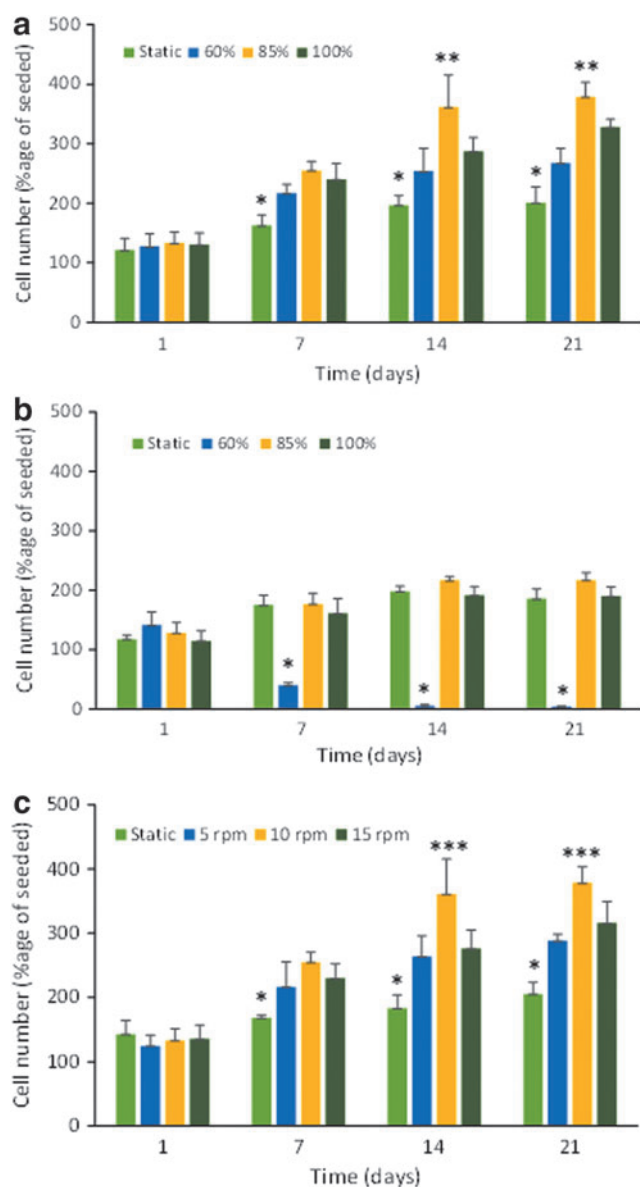 a
500
Static 60% 85% 100%
**
**
400
300
*
*
*
200
100
0
1 7 14 21
Time (days)
Cell number (%age of seeded)
b
500
Static 60% 85% 100%
400
300
200
100
*
*
*
0
1 7 14 21
Time (days)
Cell number (%age of seeded)
c
500
Static 5 rpm 10 rpm 15 rpm
***
***
400
300
*
*
*
200
100
0
1 7 14 21
Time (days)
Cell number (%age of seeded)